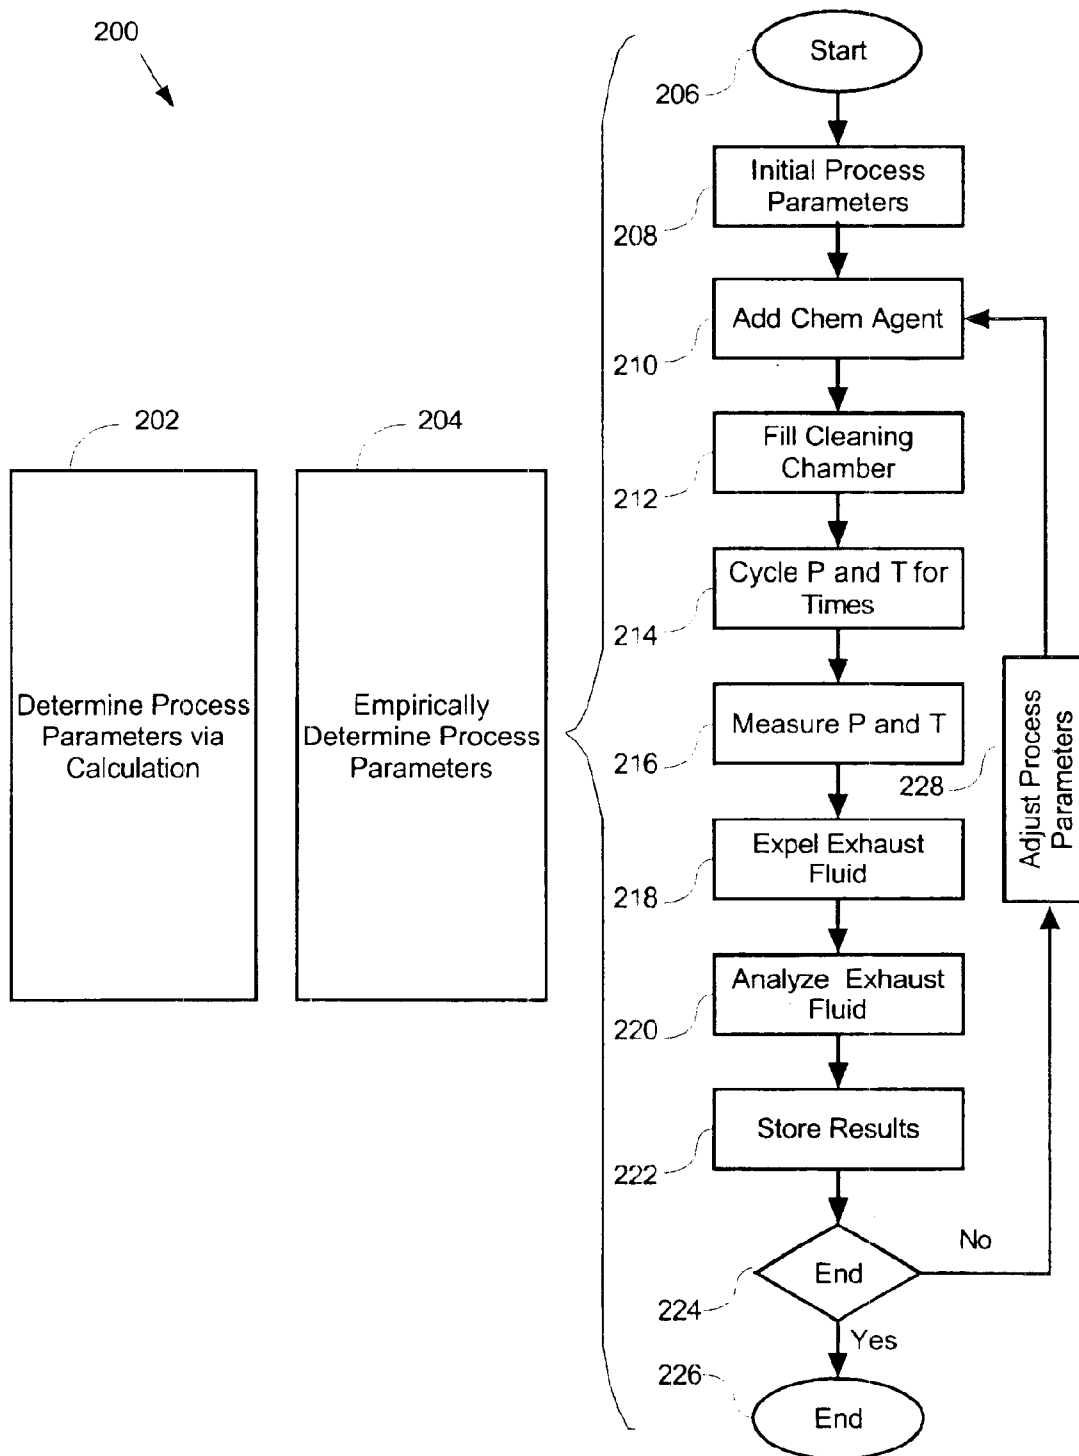 200
Start
206
Initial Process
Parameters
208
Add Chem Agent
210
202
204
Fill Cleaning
Chamber
212
Cycle P and T for
Times
214
Determine Process
Parameters via
Calculation
Empirically
Determine Process
Parameters
Measure P and T
216
228
Adjust Process
Parameters
Expel Exhaust
Fluid
218
Analyze Exhaust
Fluid
220
Store Results
222
No
End
224
Yes
226
End